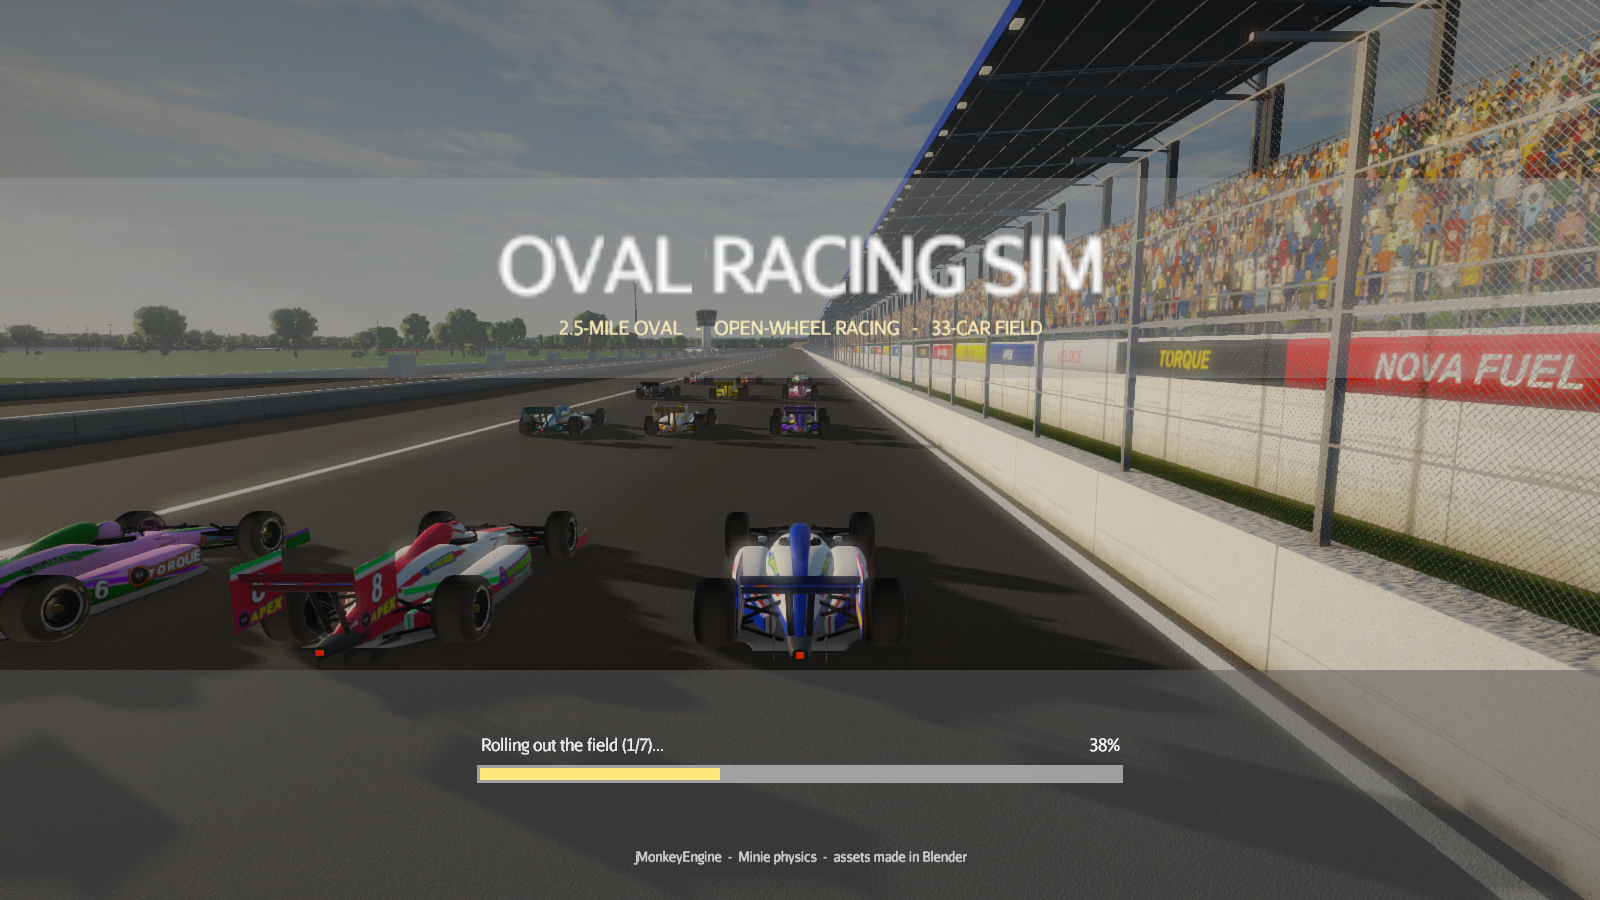 OVAL RACING SIM
2.5-MILE OVAL - OPEN-WHEEL RACING - 33-CAR FIELD
VELOCE
TORQUE
NOVA FUEL
6
TORQUE
8
APEX
APEX
Rolling out the field (1/7)...
38%
jMonkeyEngine - Minie physics - assets made in Blender